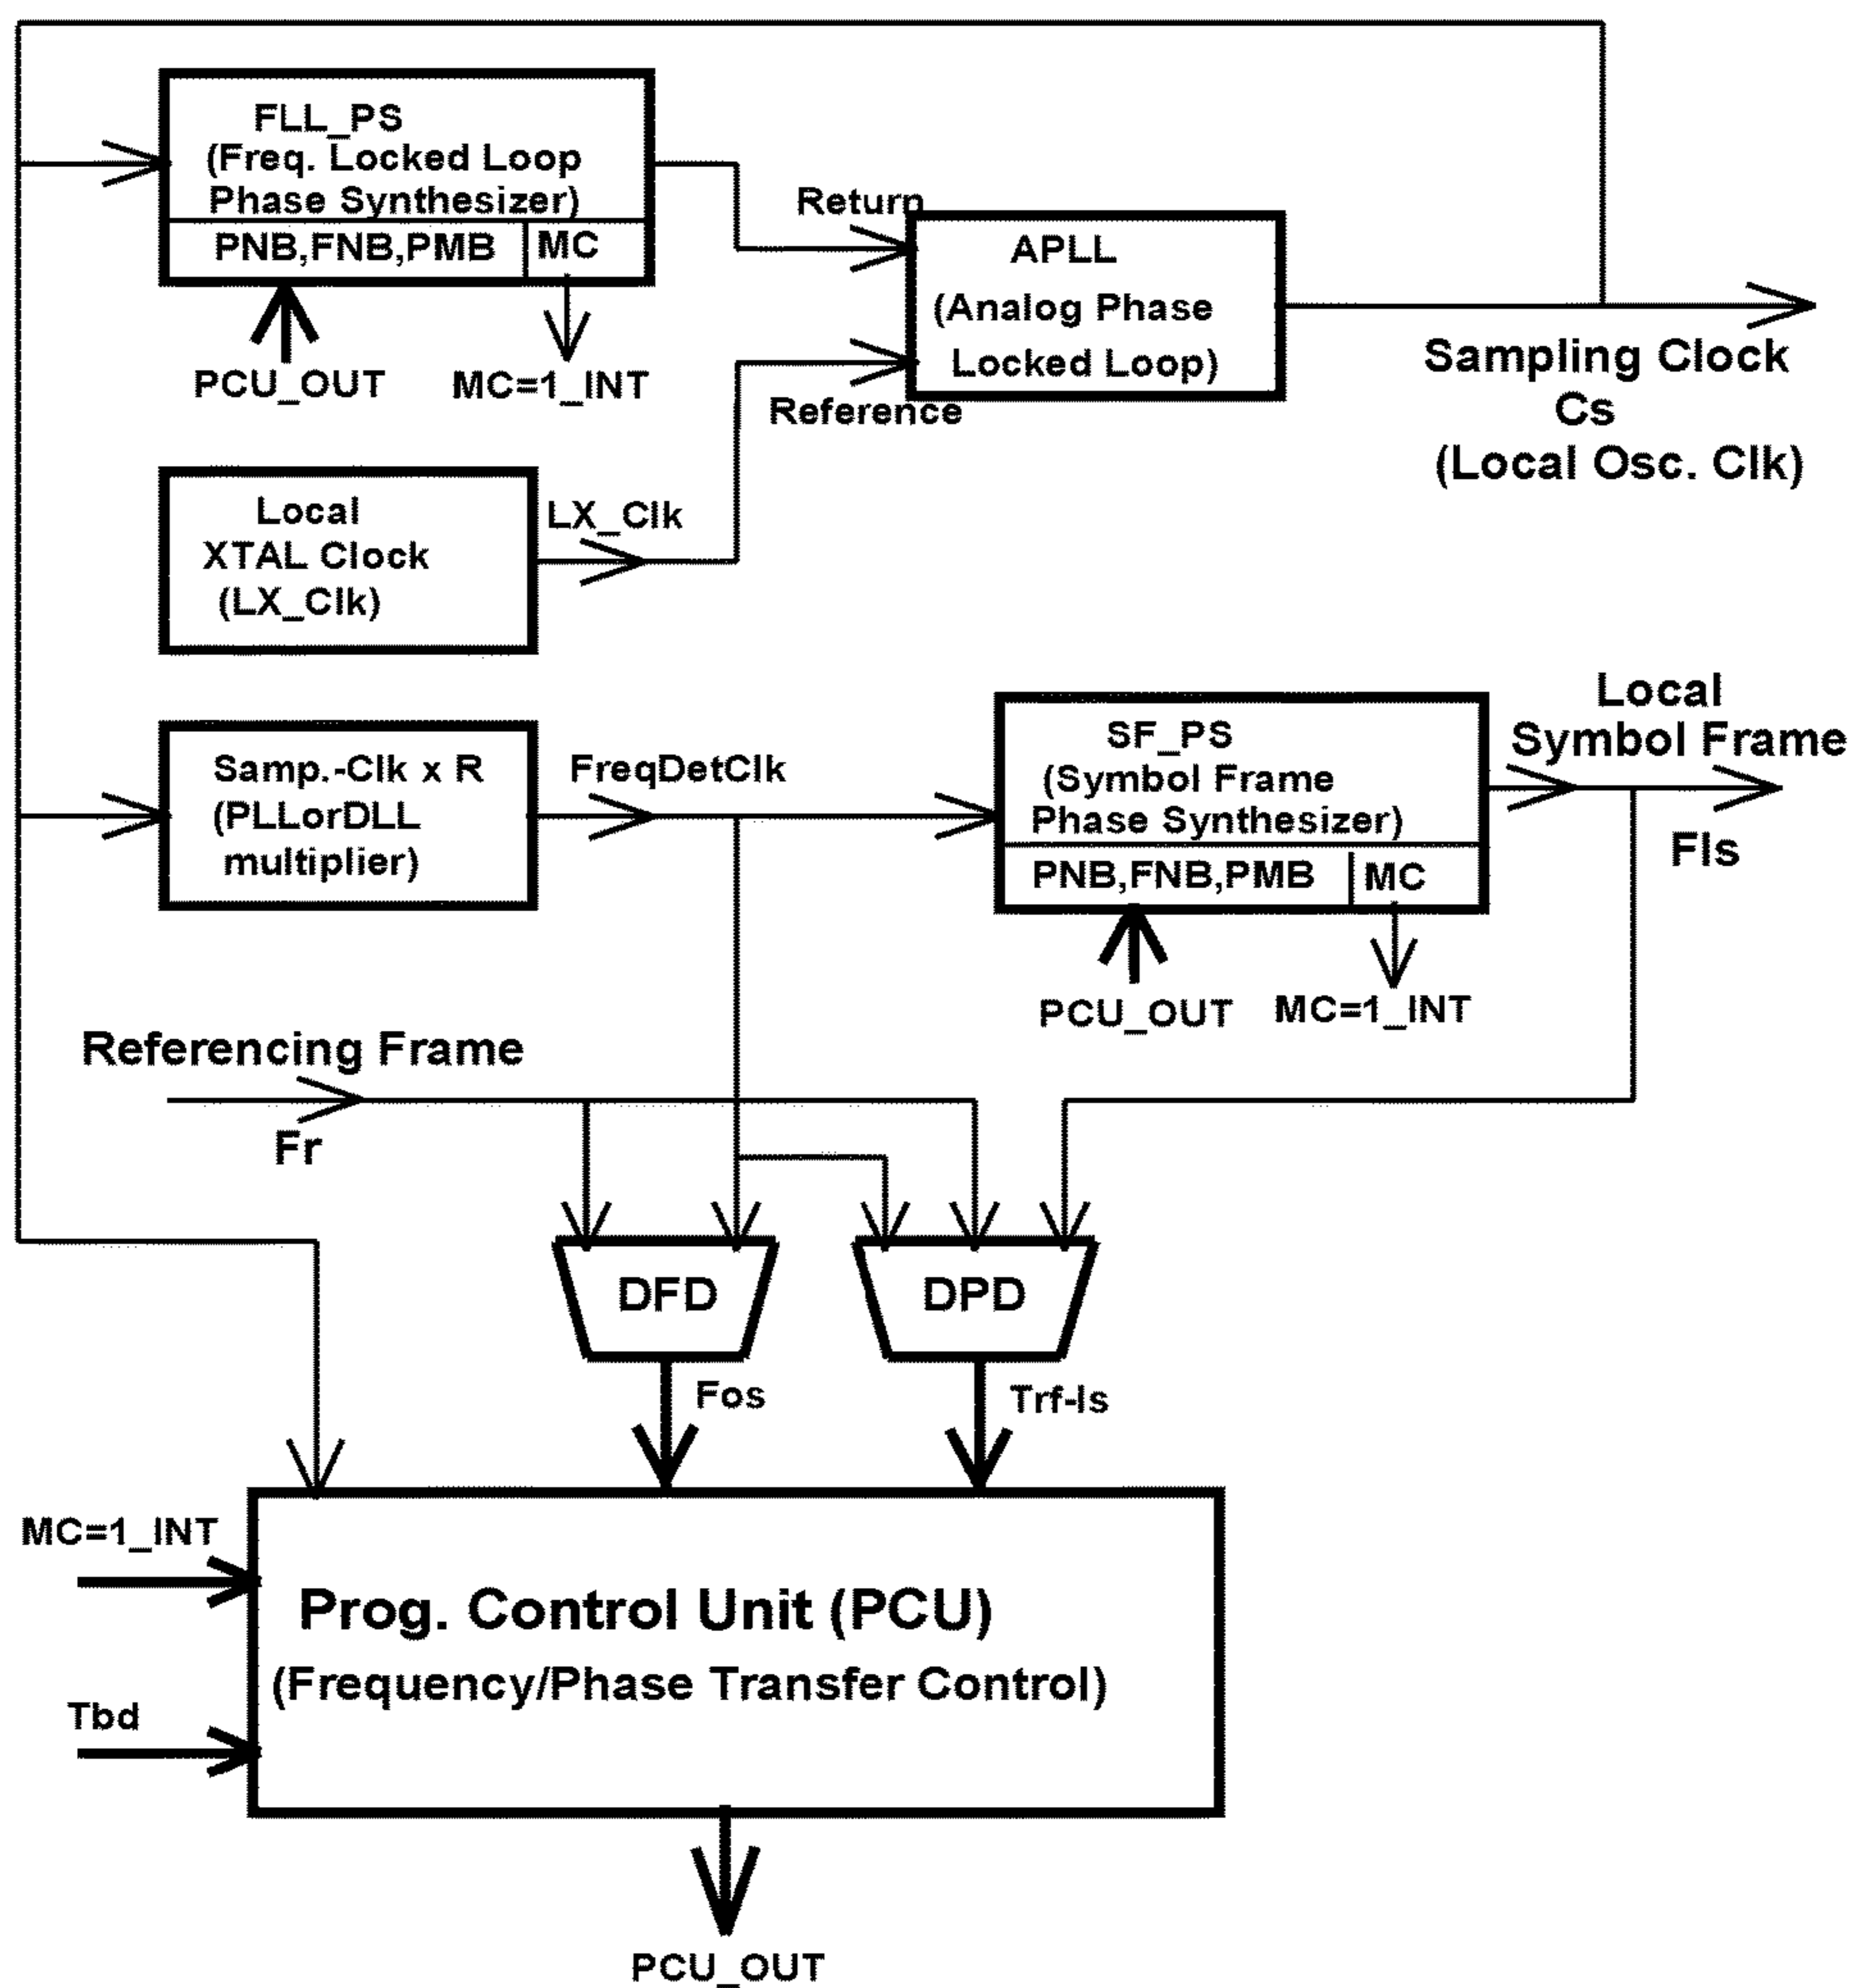 FLL_PS
(Freq. Locked Loop
Phase Synthesizer)
PNB,FNB,PMB
MC
PCU_OUT
MC=1_INT
Return
APLL
(Analog Phase
Locked Loop)
Reference
Sampling Clock
Cs
(Local Osc. Clk)
Local
XTAL Clock
(LX_Clk)
LX_Clk
Samp.-Clk x R
(PLLorDLL
multiplier)
FreqDetClk
SF_PS
(Symbol Frame
Phase Synthesizer)
PNB,FNB,PMB
MC
PCU_OUT
MC=1_INT
Local
Symbol Frame
Fls
Referencing Frame
Fr
DFD
DPD
Fos
Trf-ls
MC=1_INT
Tbd
Prog. Control Unit (PCU)
(Frequency/Phase Transfer Control)
PCU_OUT